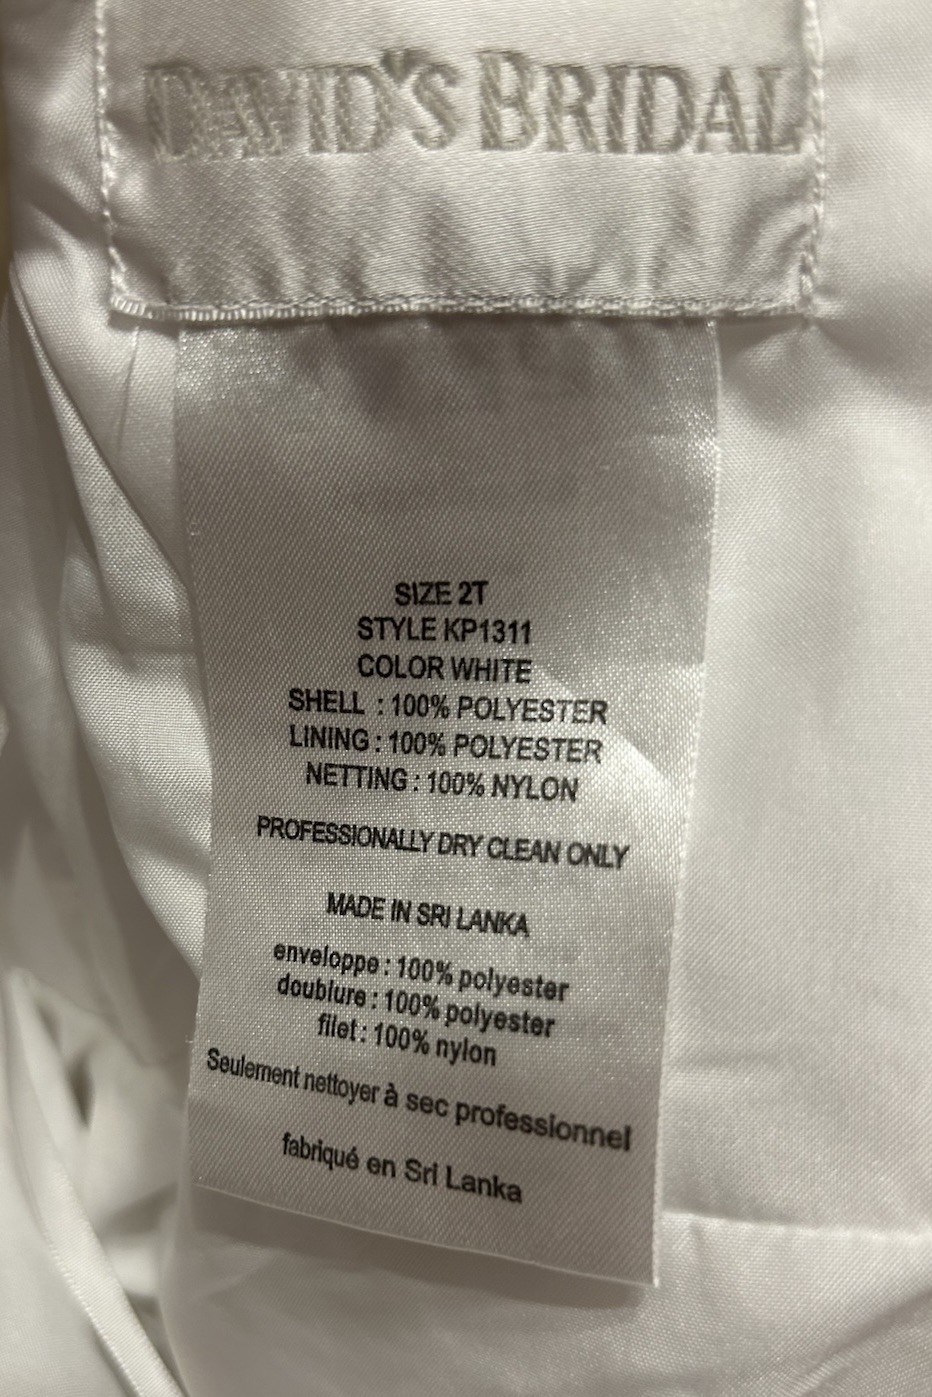 DAVID'S BRIDAL
SIZE 2T
STYLE KP1311
COLOR WHITE
SHELL : 100% POLYESTER
LINING : 100% POLYESTER
NETTING : 100% NYLON
PROFESSIONALLY DRY CLEAN ONLY
MADE IN SRI LANKA
enveloppe : 100% polyester
doublure : 100% polyester
filet : 100% nylon
Seulement nettoyer à sec professionnel
fabriqué en Sri Lanka